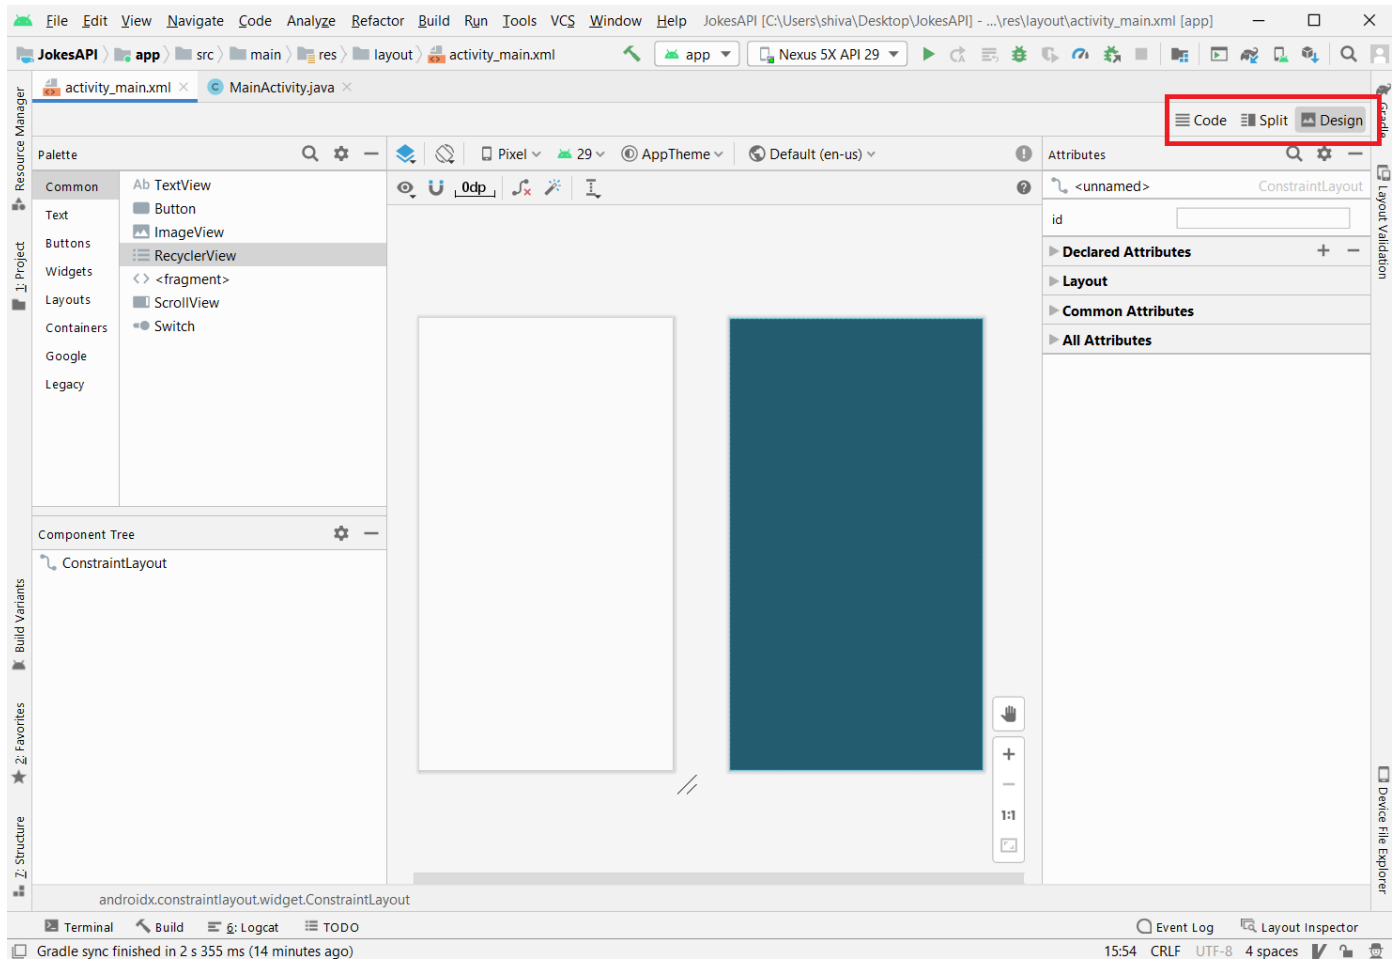 File Edit View Navigate Code Analyze Refactor Build Run Tools VCS Window Help JokesAPI [C:\Users\shiva\Desktop\JokesAPI] - ...\res\layout\activity_main.xml [app]
JokesAPI app src main res layout activity_main.xml app Nexus 5X API 29
activity_main.xml MainActivity.java
Code Split Design
Palette
Pixel 29 AppTheme Default (en-us)
Attributes
Common
Text
Buttons
Widgets
Layouts
Containers
Google
Legacy
Ab TextView
Button
ImageView
RecyclerView
<> <fragment>
ScrollView
Switch
0dp
<unnamed> ConstraintLayout
id
Declared Attributes
Layout
Common Attributes
All Attributes
Component Tree
ConstraintLayout
1:1
Resource Manager
1: Project
Build Variants
2: Favorites
7: Structure
Gradle
Layout Validation
Device File Explorer
androidx.constraintlayout.widget.ConstraintLayout
Terminal Build 6: Logcat TODO Event Log Layout Inspector
Gradle sync finished in 2 s 355 ms (14 minutes ago) 15:54 CRLF UTF-8 4 spaces